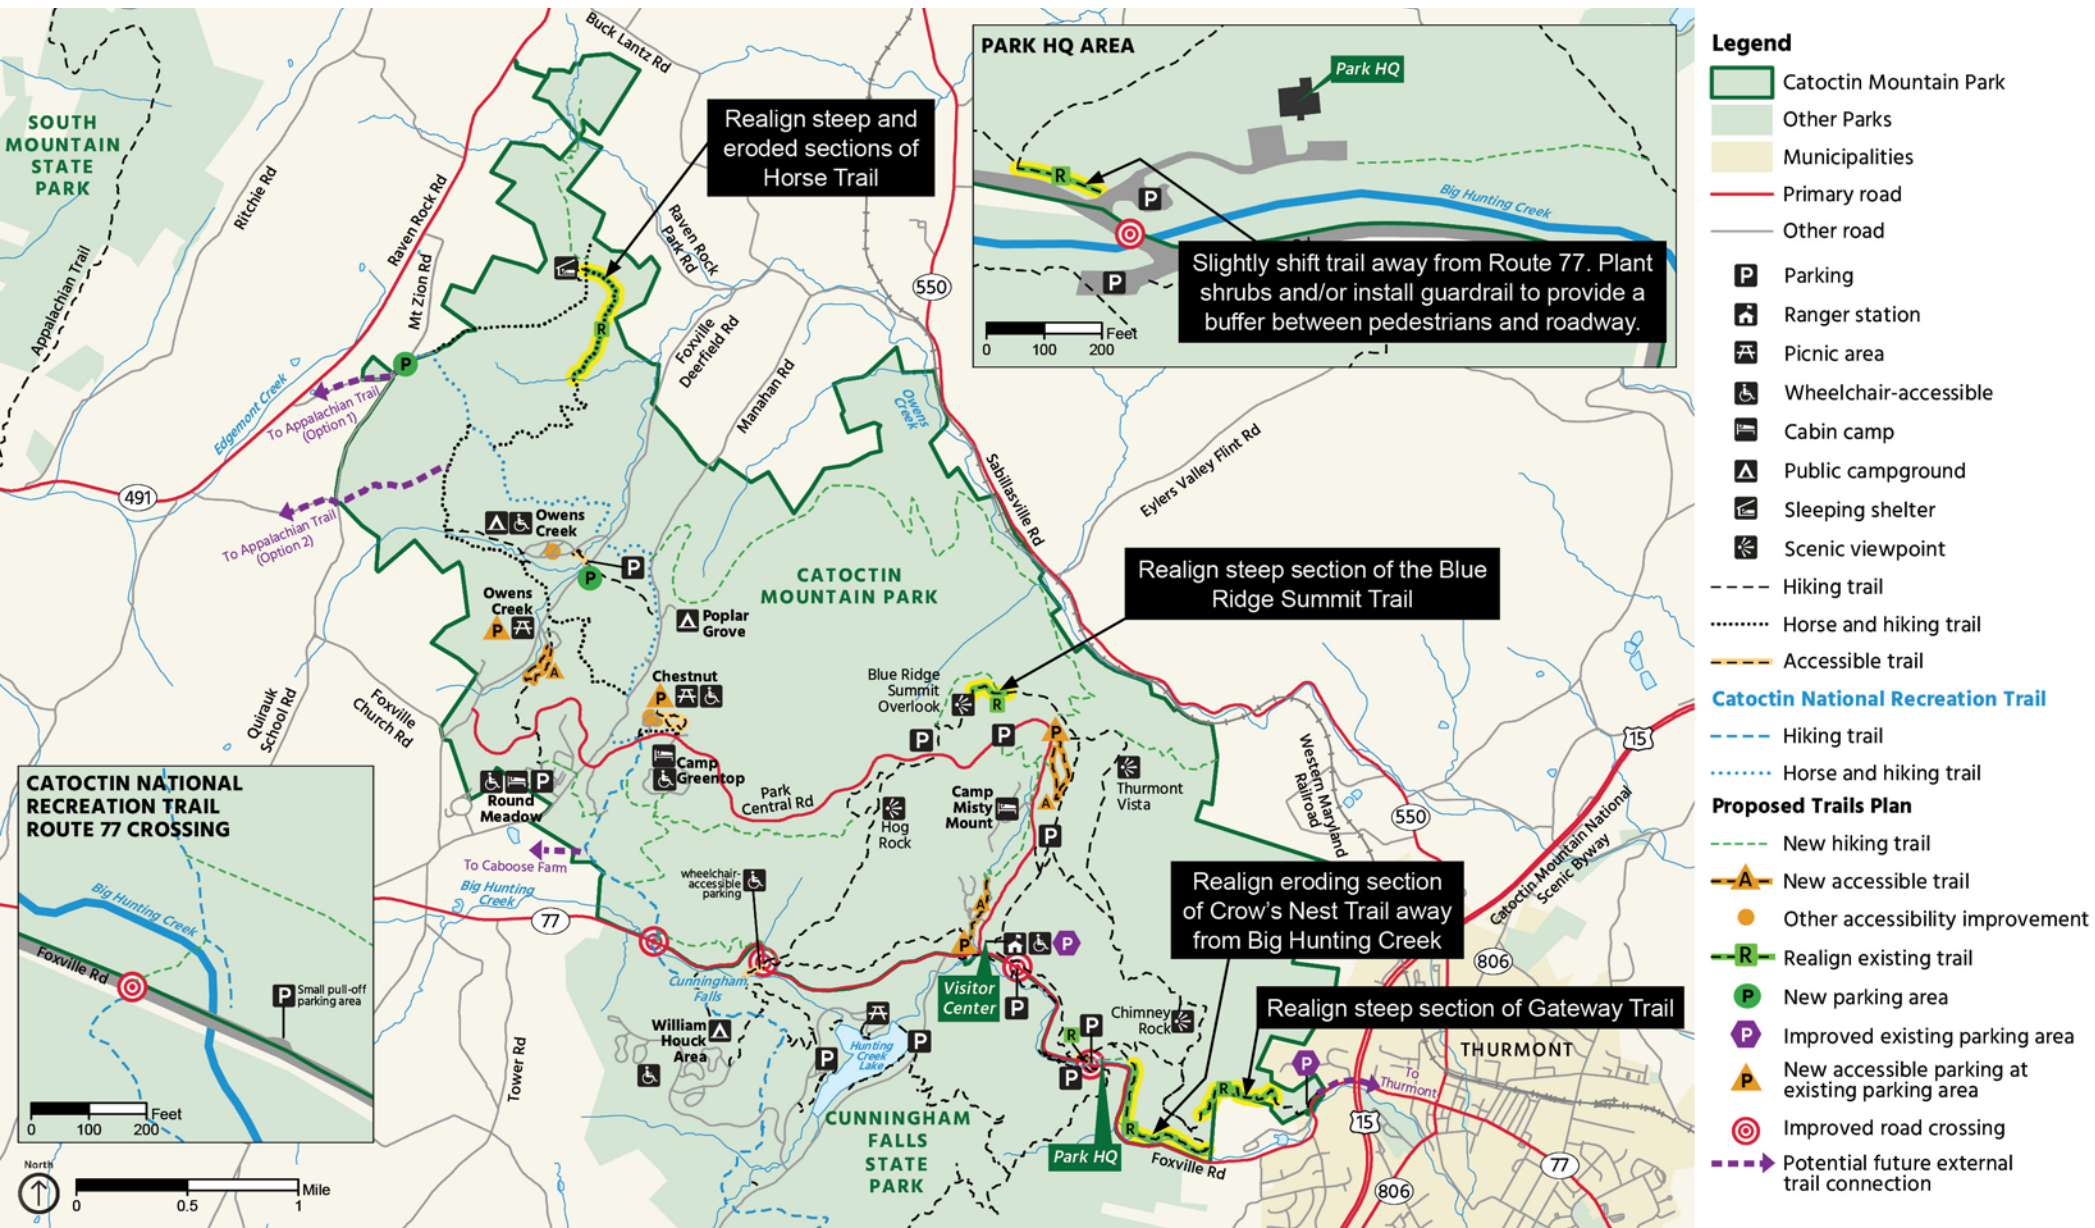 Buck Lantz Rd
SOUTH
MOUNTAIN
STATE
PARK
Appalachian Trail
Ritchie Rd
Raven Rock Rd
Mt Zion Rd
Realign steep and
eroded sections of
Horse Trail
Raven Rock
Park Rd
550
R
P
Foxville
Deerfield Rd
Manahan Rd
Owens
Creek
Edgemont Creek
To Appalachian Trail
(Option 1)
491
To Appalachian Trail
(Option 2)
Sabillasville Rd
Eylers Valley Flint Rd
PARK HQ AREA
Park HQ
R
P
Big Hunting Creek
P
Slightly shift trail away from Route 77. Plant
shrubs and/or install guardrail to provide a
buffer between pedestrians and roadway.
0 100 200 Feet
Owens
Creek
P
P
CATOCTIN
MOUNTAIN PARK
Realign steep section of the Blue
Ridge Summit Trail
Owens
Creek
P
A
Poplar
Grove
Chestnut
P
Blue Ridge
Summit
Overlook
R
Quirauk
School Rd
Foxville
Church Rd
P
P
P
Camp
Greentop
Round
Meadow
P
Park
Central Rd
Hog
Rock
Camp
Misty
Mount
A
P
Thurmont
Vista
Western Maryland
Railroad
550
15
Catoctin Mountain National
Scenic Byway
CATOCTIN NATIONAL
RECREATION TRAIL
ROUTE 77 CROSSING
Big Hunting Creek
Foxville Rd
P
Small pull-off
parking area
0 100 200 Feet
To Caboose Farm
Big Hunting
Creek
77
wheelchair-
accessible
parking
A
P
P
Realign eroding section
of Crow's Nest Trail away
from Big Hunting Creek
806
Cunningham
Falls
Visitor
Center
P
Realign steep section of Gateway Trail
William
Houck
Area
Hunting
Creek
Lake
P
P
Chimney
Rock
R
P
P
R
R
P
THURMONT
To
Thurmont
Tower Rd
CUNNINGHAM
FALLS
STATE
PARK
Park HQ
Foxville Rd
15
77
806
North
0 0.5 1 Mile
Legend
Catoctin Mountain Park
Other Parks
Municipalities
Primary road
Other road
P Parking
Ranger station
Picnic area
Wheelchair-accessible
Cabin camp
Public campground
Sleeping shelter
Scenic viewpoint
Hiking trail
Horse and hiking trail
Accessible trail
Catoctin National Recreation Trail
Hiking trail
Horse and hiking trail
Proposed Trails Plan
New hiking trail
A New accessible trail
Other accessibility improvement
R Realign existing trail
P New parking area
P Improved existing parking area
P New accessible parking at
existing parking area
Improved road crossing
Potential future external
trail connection